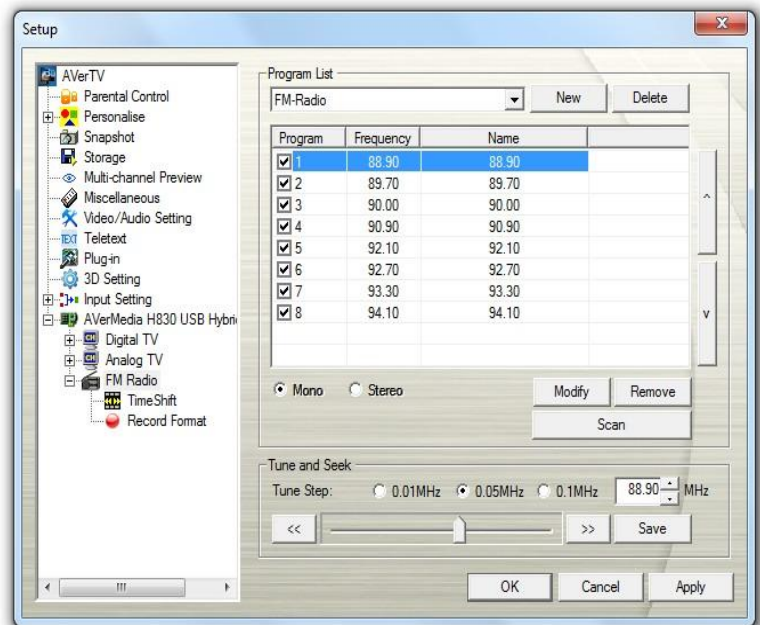 Setup
AVerTV
Parental Control
Personalise
Snapshot
Storage
Multi-channel Preview
Miscellaneous
Video/Audio Setting
TEXT Teletext
Plug-in
3D Setting
Input Setting
AVerMedia H830 USB Hybri
CH Digital TV
CH Analog TV
FM Radio
TimeShift
Record Format
Program List
FM-Radio New Delete
Program Frequency Name
1 88.90 88.90
2 89.70 89.70
3 90.00 90.00
4 90.90 90.90
5 92.10 92.10
6 92.70 92.70
7 93.30 93.30
8 94.10 94.10
^
v
Mono Stereo Modify Remove
Scan
Tune and Seek
Tune Step: 0.01MHz 0.05MHz 0.1MHz 88.90 MHz
<< >> Save
OK Cancel Apply